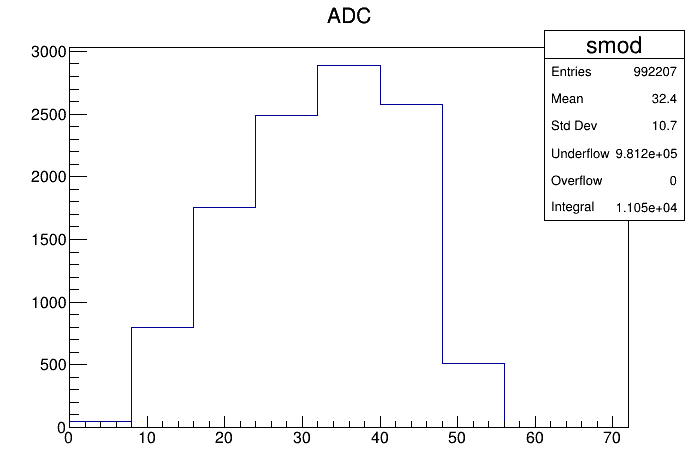 ADC
smod
Entries 992207
Mean 32.4
Std Dev 10.7
Underflow 9.812e+05
Overflow 0
Integral 1.105e+04
3000
2500
2000
1500
1000
500
0
0 10 20 30 40 50 60 70